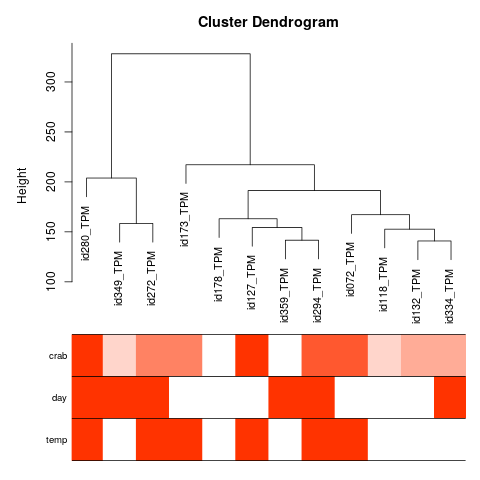 Cluster Dendrogram
Height
300
250
200
150
100
id280_TPM
id349_TPM
id272_TPM
id173_TPM
id178_TPM
id127_TPM
id359_TPM
id294_TPM
id072_TPM
id118_TPM
id132_TPM
id334_TPM
crab
day
temp